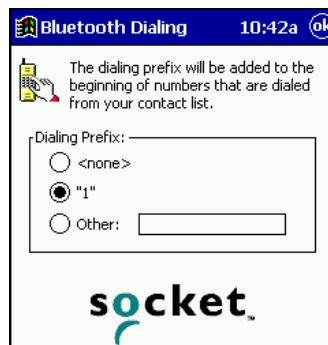 Bluetooth Dialing 10:42a ok
The dialing prefix will be added to the
beginning of numbers that are dialed
from your contact list.
Dialing Prefix:
<none>
"1"
Other:
socket™